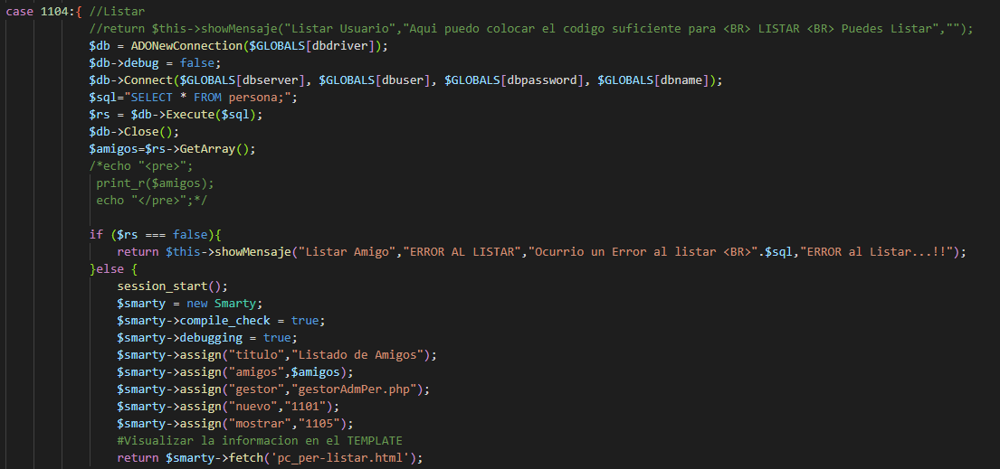 case 1104:{ //Listar
//return $this->showMensaje("Listar Usuario","Aqui puedo colocar el codigo suficiente para <BR> LISTAR <BR> Puedes Listar","");
$db = ADONewConnection($GLOBALS[dbdriver]);
$db->debug = false;
$db->Connect($GLOBALS[dbserver], $GLOBALS[dbuser], $GLOBALS[dbpassword], $GLOBALS[dbname]);
$sql="SELECT * FROM persona;";
$rs = $db->Execute($sql);
$db->Close();
$amigos=$rs->GetArray();
/*echo "<pre>";
print_r($amigos);
echo "</pre>";*/
if ($rs === false){
return $this->showMensaje("Listar Amigo","ERROR AL LISTAR","Ocurrio un Error al listar <BR>".$sql,"ERROR al Listar...!!");
}else {
session_start();
$smarty = new Smarty;
$smarty->compile_check = true;
$smarty->debugging = true;
$smarty->assign("titulo","Listado de Amigos");
$smarty->assign("amigos",$amigos);
$smarty->assign("gestor","gestorAdmPer.php");
$smarty->assign("nuevo","1101");
$smarty->assign("mostrar","1105");
#Visualizar la informacion en el TEMPLATE
return $smarty->fetch('pc_per-listar.html');